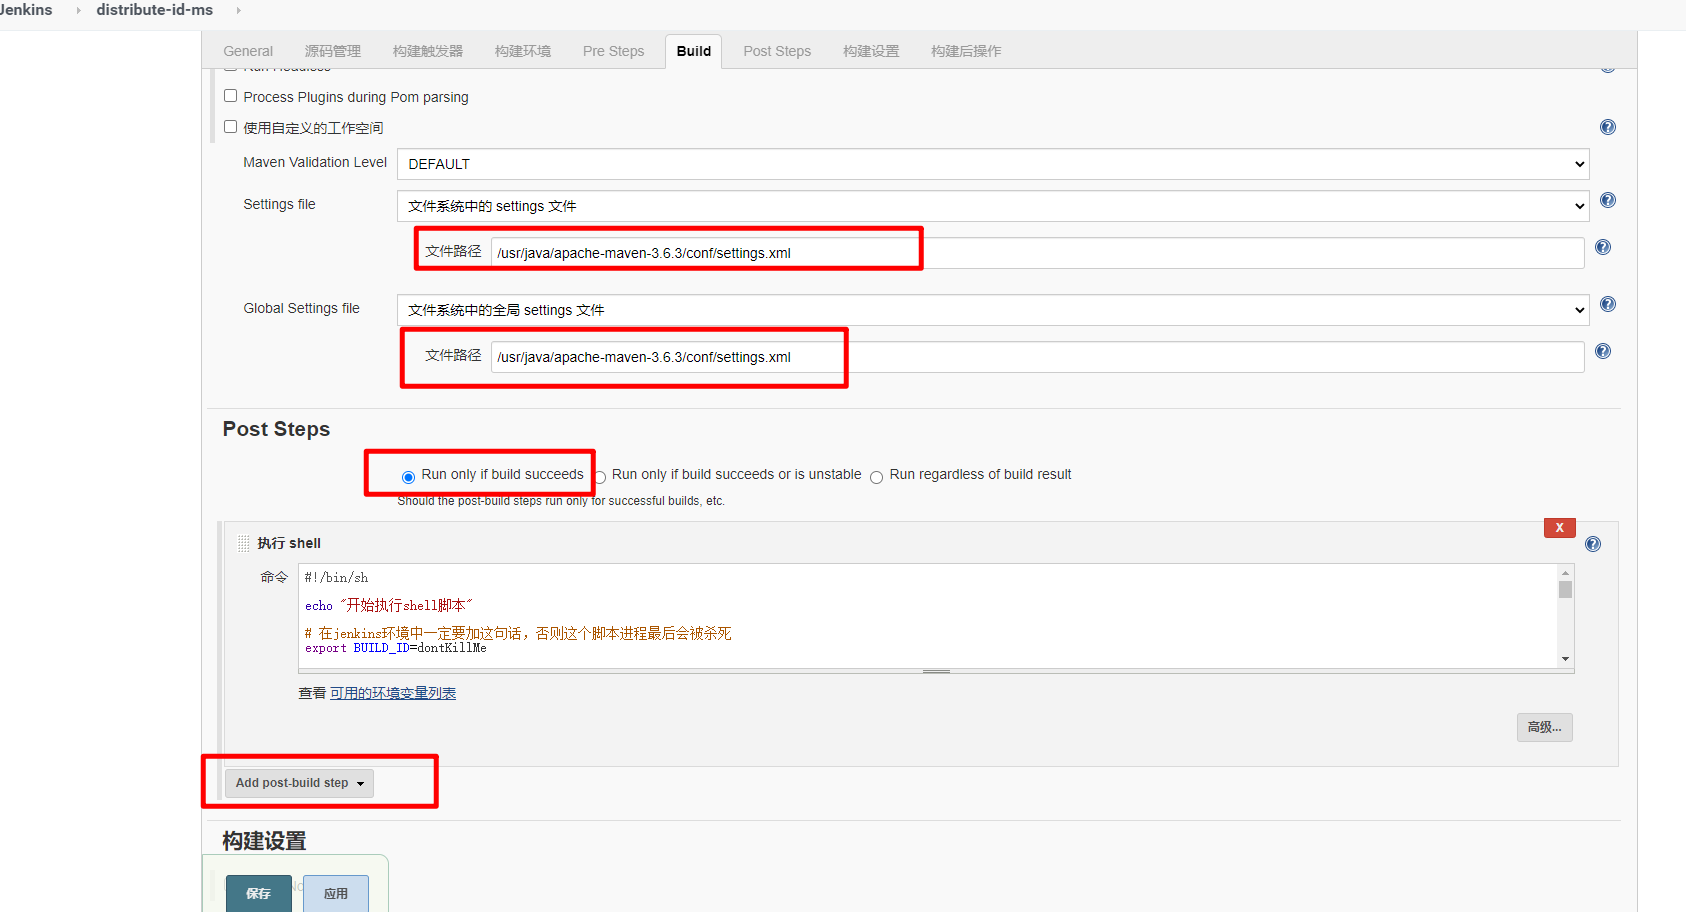 Jenkins distribute-id-ms
General 源码管理 构建触发器 构建环境 Pre Steps Build Post Steps 构建设置 构建后操作
Run Headless
Process Plugins during Pom parsing
使用自定义的工作空间
Maven Validation Level DEFAULT
Settings file 文件系统中的 settings 文件
文件路径 /usr/java/apache-maven-3.6.3/conf/settings.xml
Global Settings file 文件系统中的全局 settings 文件
文件路径 /usr/java/apache-maven-3.6.3/conf/settings.xml
Post Steps
Run only if build succeeds Run only if build succeeds or is unstable Run regardless of build result
Should the post-build steps run only for successful builds, etc.
X
执行 shell
命令 #!/bin/sh
echo "开始执行shell脚本"
# 在jenkins环境中一定要加这句话，否则这个脚本进程最后会被杀死
export BUILD_ID=dontKillMe
查看 可用的环境变量列表
高级...
Add post-build step
构建设置
保存 应用